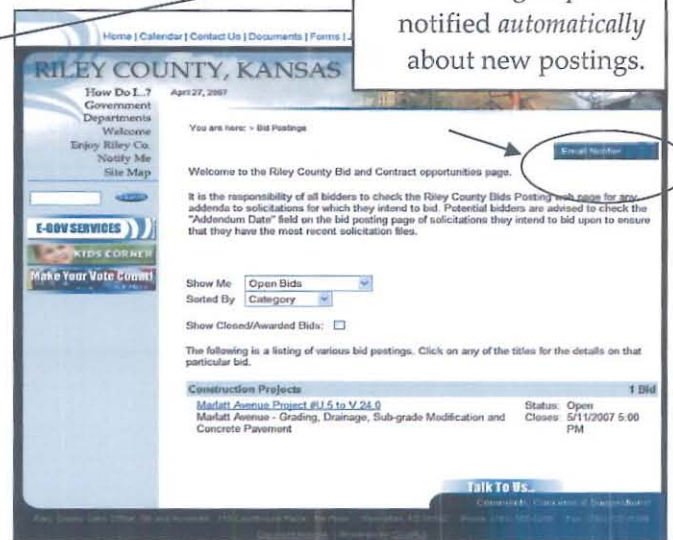 notified automatically
about new postings.
Home | Calendar | Contact Us | Documents | Forms |
RILEY COUNTY, KANSAS
How Do I...?
Government
Departments
Welcome
Enjoy Riley Co.
Notify Me
Site Map
E-GOV SERVICES
KIDS CORNER
Make Your Vote Count!
April 27, 2007
You are here: > Bid Postings
Email Notifier
Welcome to the Riley County Bid and Contract opportunities page.
It is the responsibility of all bidders to check the Riley County Bids Posting web page for any
addenda to solicitations for which they intend to bid. Potential bidders are advised to check the
"Addendum Date" field on the bid posting page of solicitations they intend to bid upon to ensure
that they have the most recent solicitation files.
Show Me Open Bids
Sorted By Category
Show Closed/Awarded Bids:
The following is a listing of various bid postings. Click on any of the titles for the details on that
particular bid.
Construction Projects 1 Bid
Marlatt Avenue Project #U.5 to V 24.0 Status: Open
Marlatt Avenue - Grading, Drainage, Sub-grade Modification and Closes: 5/11/2007 5:00
Concrete Pavement PM
Talk To Us...
Comments, Concerns & Suggestions!